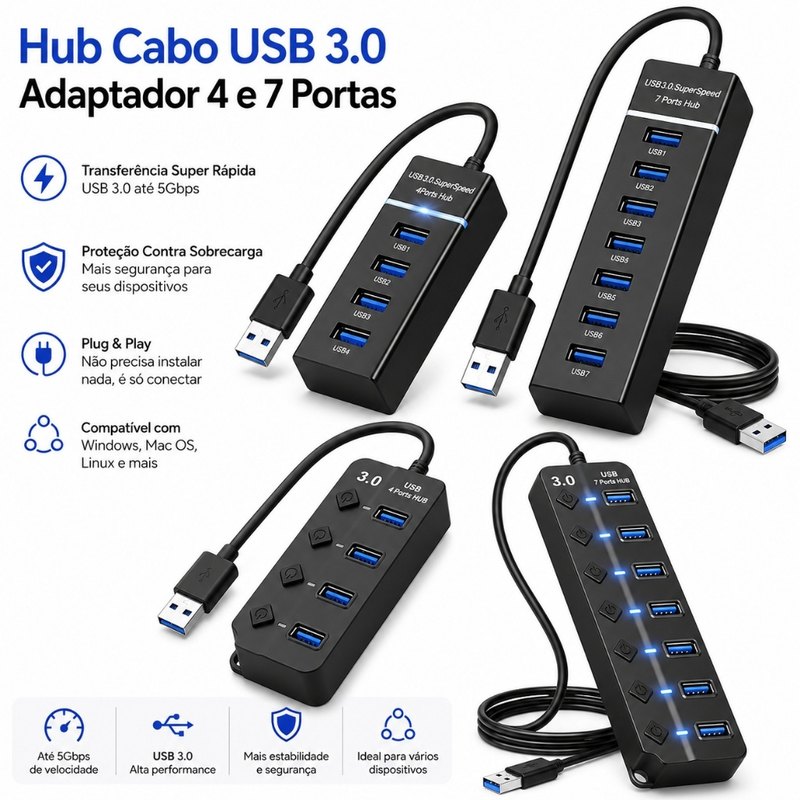 Hub Cabo USB 3.0
Adaptador 4 e 7 Portas
Transferência Super Rápida
USB 3.0 até 5Gbps
Proteção Contra Sobrecarga
Mais segurança para
seus dispositivos
Plug & Play
Não precisa instalar
nada, é só conectar
Compatível com
Windows, Mac OS,
Linux e mais
USB3.0.SuperSpeed
4Ports Hub
USB1
USB2
USB3
USB4
USB3.0.SuperSpeed
7 Ports Hub
USB1
USB2
USB3
USB5
USB6
USB7
3.0
USB
4 Ports HUB
3.0
USB
7 Ports HUB
Até 5Gbps
de velocidade
USB 3.0
Alta performance
Mais estabilidade
e segurança
Ideal para vários
dispositivos